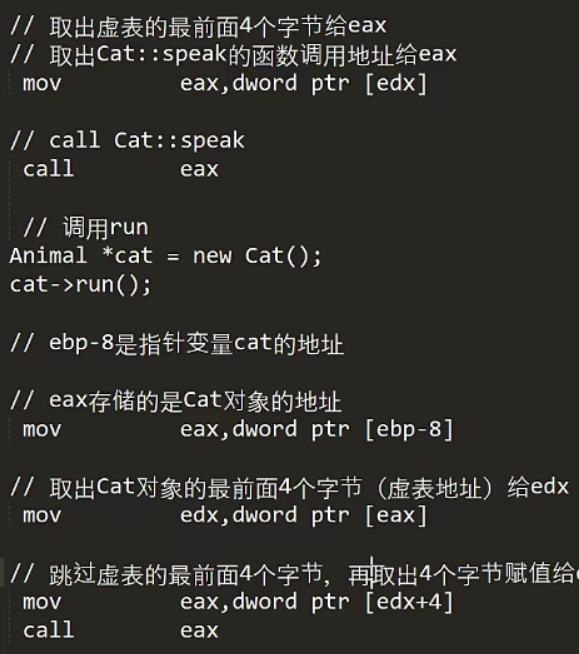 // 取出虚表的最前面4个字节给eax
// 取出Cat::speak的函数调用地址给eax
mov eax,dword ptr [edx]
// call Cat::speak
call eax
// 调用run
Animal *cat = new Cat();
cat->run();
// ebp-8是指针变量cat的地址
// eax存储的是Cat对象的地址
mov eax,dword ptr [ebp-8]
// 取出Cat对象的最前面4个字节（虚表地址）给edx
mov edx,dword ptr [eax]
// 跳过虚表的最前面4个字节，再取出4个字节赋值给
mov eax,dword ptr [edx+4]
call eax